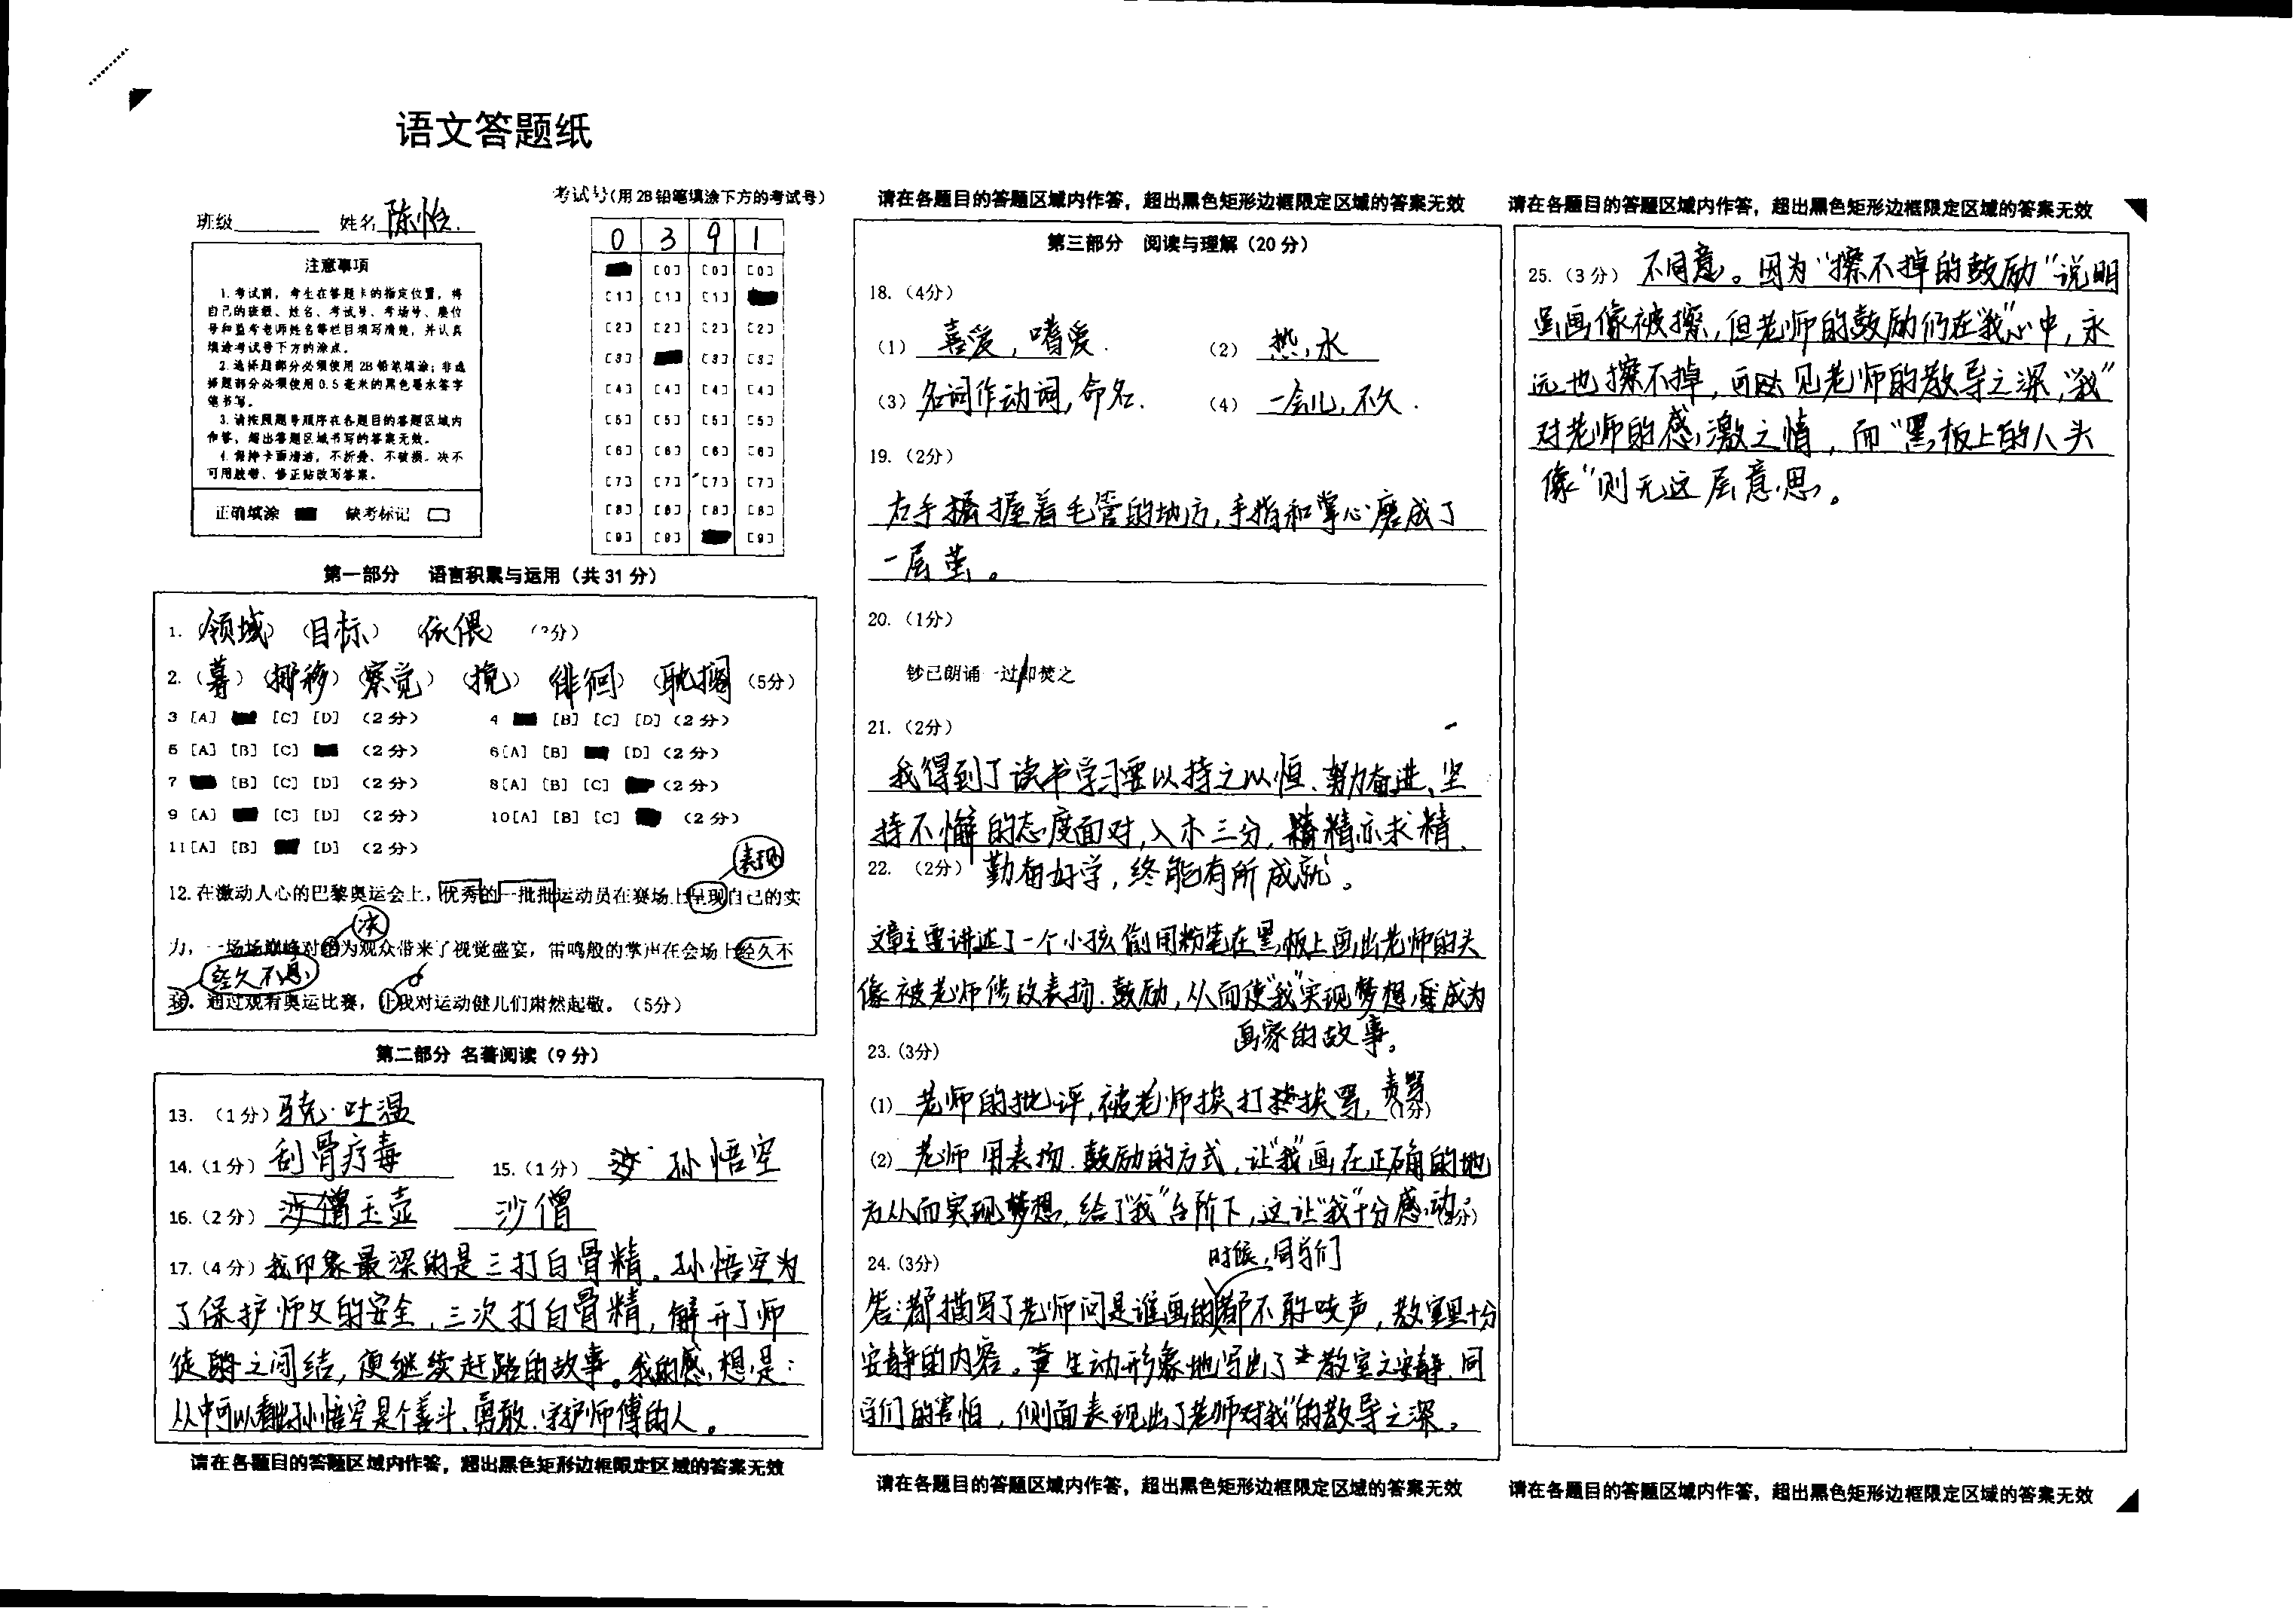 语文答题纸
班级 姓名 陈怡
考试号(用 2B 铅笔填涂下方的考试号)
0 3 9 1
[0] [0] [0]
[1] [1] [1]
[2] [2] [2] [2]
[3] [3] [3]
[4] [4] [4] [4]
[5] [5] [5] [5]
[6] [6] [6] [6]
[7] [7] [7] [7]
[8] [8] [8] [8]
[9] [9] [9]
注意事项
1.考试前，考生在答题卡的指定位置，将
自己的班级、姓名、考试号、考场号、座位
号和监考老师姓名等栏目填写清楚，并认真
填涂考试号下方的涂点。
2.选择题部分必须使用 2B 铅笔填涂；非选
择题部分必须使用 0.5 毫米的黑色墨水签字
笔书写。
3.请按照题号顺序在各题目的答题区域内
作答，超出答题区域书写的答案无效。
4.保持卡面清洁，不折叠、不破损。决不
可用胶带、修正贴改写答案。
正确填涂 缺考标记
第一部分 语言积累与运用（共 31 分）
1.（领域）（目标）（依偎）（3分）
2.（募）（挪移）（察觉）（挽）（徘徊）（耽搁）（5分）
3 [A] [C] [D] （2 分） 4 [B] [C] [D]（2 分）
5 [A] [B] [C] （2 分） 6[A] [B] [D]（2 分）
7 [B] [C] [D] （2 分） 8[A] [B] [C] （2 分）
9 [A] [C] [D] （2 分） 10[A] [B] [C] （2 分）
11[A] [B] [D] （2 分）
表现
12.在激动人心的巴黎奥运会上，优秀的一批批运动员在赛场上呈现自己的实
决
力，一场场巅峰对绝为观众带来了视觉盛宴，雷鸣般的掌声在会场上经久不
经久不息
通过观看奥运比赛，让我对运动健儿们肃然起敬。（5分）
第二部分 名著阅读（9 分）
13.（1 分）马克·吐温
14.（1 分）刮骨疗毒 15.（1 分）孙悟空
16.（2 分）玉壶 沙僧
17.（4 分）我印象最深的是三打白骨精。孙悟空为
了保护师父的安全，三次打白骨精，解开了师
徒之间结，便继续赶路的故事。我的感想是：
从中可以看出孙悟空是个善斗、勇敢、守护师傅的人。
请在各题目的答题区域内作答，超出黑色矩形边框限定区域的答案无效
请在各题目的答题区域内作答，超出黑色矩形边框限定区域的答案无效
第三部分 阅读与理解（20 分）
18.（4分）
（1）喜爱，嗜爱. （2）热水
（3）名词作动词，命名. （4）一会儿，不久.
19.（2分）
右手握着毛管的地方，手指和掌心磨成了
一层茧。
20.（1分）
钞已朗诵一过/即焚之
21.（2分）
我得到了读书学习要以持之以恒、努力奋进、坚
持不懈的态度面对，入木三分，精精亦求精，
22.（2分）勤奋好学，终能有所成就。
文章主要讲述了一个小孩偷用粉笔在黑板上画出老师的头
像被老师修改表扬、鼓励，从而使“我”实现梦想，成为
画家的故事。
23.（3分）
（1）老师的批评，被老师挨打挨骂，责骂（1分）
（2）老师用表扬、鼓励的方式，让“我”画在正确的地
方从而实现梦想，给了“我”台阶下，这让“我”十分感动（2分）
24.（3分）
时候，同学们
答：都描写了老师问是谁画的都不敢吱声，教室里十分
安静的内容。生动形象地写出了教室之安静、同
学们的害怕，侧面表现出了老师对“我”的教导之深。
请在各题目的答题区域内作答，超出黑色矩形边框限定区域的答案无效
请在各题目的答题区域内作答，超出黑色矩形边框限定区域的答案无效
25.（3 分）不同意。因为“擦不掉的鼓励”说明
虽画像被擦，但老师的鼓励仍在“我”心中，永
远也擦不掉，可见老师的教导之深，“我”
对老师的感激之情，而“黑板上的人头
像”则无这层意思。
请在各题目的答题区域内作答，超出黑色矩形边框限定区域的答案无效